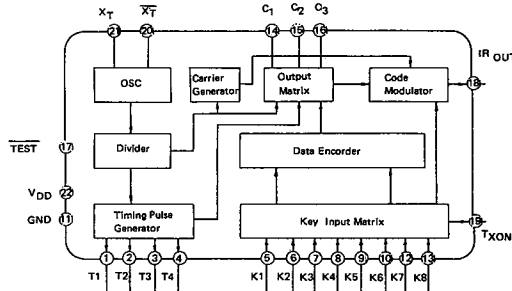 X_T X̅_T̅ C₁ C₂ C₃
21 20 14 15 16
OSC Carrier Generator Output Matrix Code Modulator IR OUT
18
TEST 17 Divider Data Encorder
V_DD 22
GND 11 Timing Pulse Generator Key Input Matrix 19 T_XON
1 2 3 4 5 6 7 8 9 10 12 13
T1 T2 T3 T4 K1 K2 K3 K4 K5 K6 K7 K8